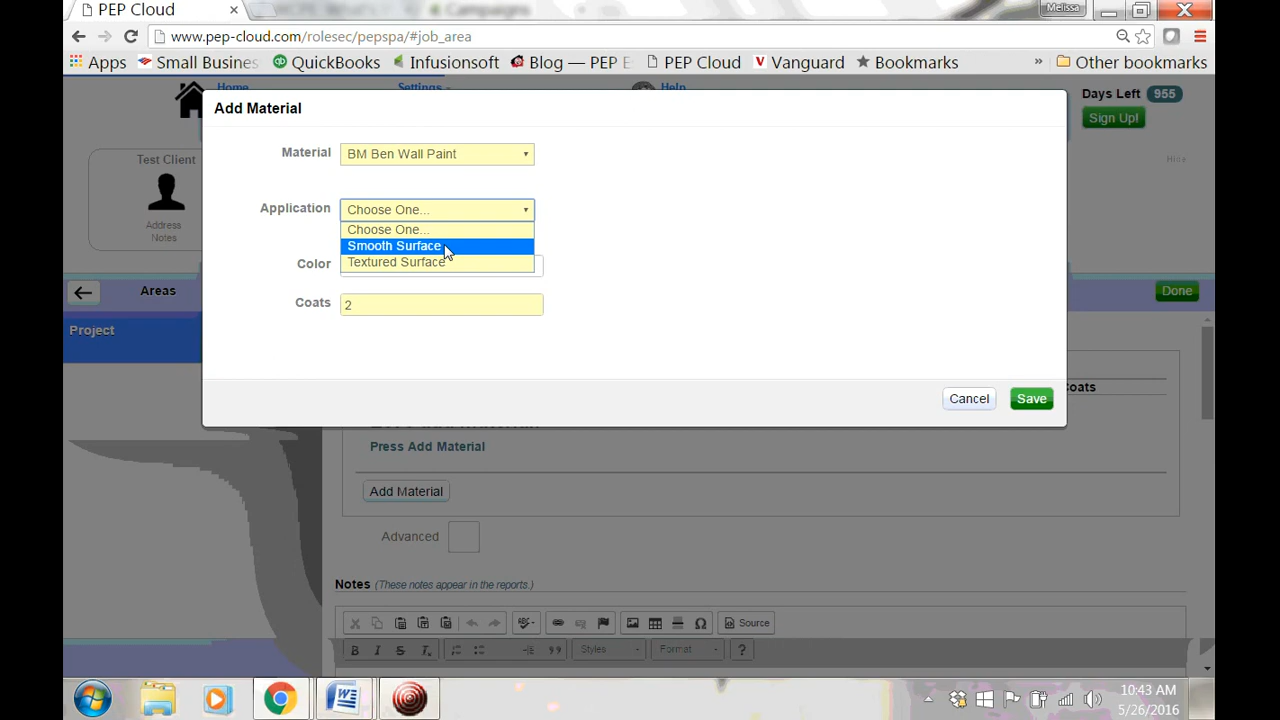 PEP Cloud
Campaigns
Melissa
www.pep-cloud.com/rolesec/pepspa/#job_area
Apps Small Busines QuickBooks Infusionsoft Blog — PEP E PEP Cloud Vanguard Bookmarks » Other bookmarks
Home Settings Help
Days Left 955
Sign Up!
Add Material
Material BM Ben Wall Paint
Test Client
Hide
Application Choose One...
Choose One...
Smooth Surface
Textured Surface
Address
Notes
Color
Areas
Done
Coats 2
Project
Coats
Cancel Save
Press Add Material
Add Material
Advanced
Notes (These notes appear in the reports.)
Source
B I S Tx Styles Format ?
10:43 AM
5/26/2016